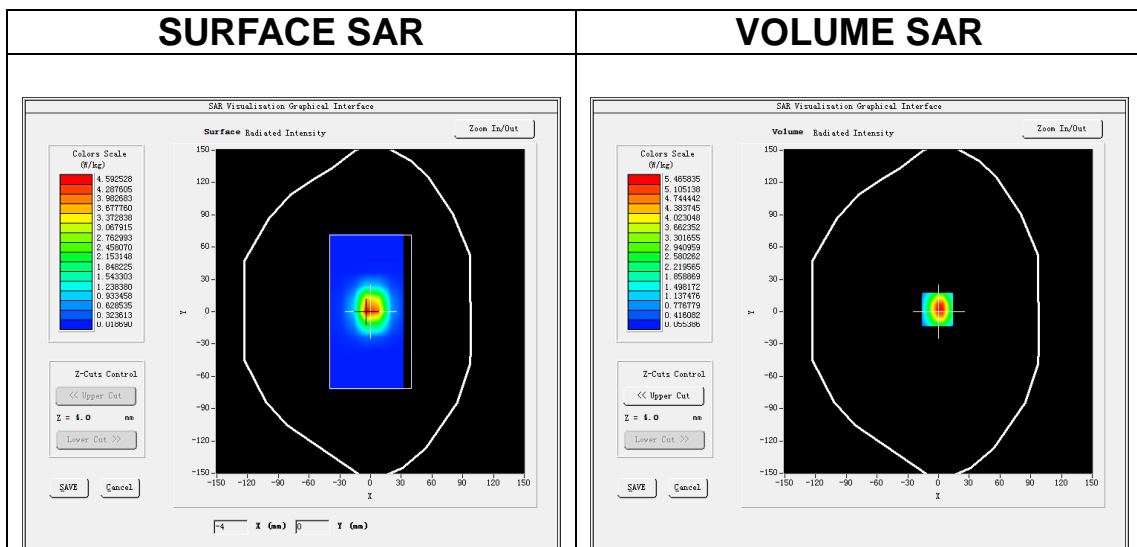 SURFACE SAR
VOLUME SAR
SAR Visualisation Graphical Interface
Surface Radiated Intensity
Zoom In/Out
Colors Scale
(W/kg)
4.592528
4.287605
3.982683
3.677760
3.372838
3.067915
2.762993
2.458070
2.153148
1.848225
1.543303
1.238380
0.933458
0.628535
0.323613
0.018690
150
120
90
60
30
0
-30
-60
-90
-120
-150
Y
-150 -120 -90 -60 -30 0 30 60 90 120 150
X
Z-Cuts Control
<< Upper Cut
Z = 4.0 mm
Lower Cut >>
SAVE
Cancel
-4 X (mm) 0 Y (mm)
SAR Visualisation Graphical Interface
Volume Radiated Intensity
Zoom In/Out
Colors Scale
(W/kg)
5.465835
5.105138
4.744442
4.383745
4.023048
3.662352
3.301655
2.940959
2.580262
2.219565
1.858869
1.498172
1.137476
0.776779
0.416082
0.055386
150
120
90
60
30
0
-30
-60
-90
-120
-150
Y
-150 -120 -90 -60 -30 0 30 60 90 120 150
X
Z-Cuts Control
<< Upper Cut
Z = 4.0 mm
Lower Cut >>
SAVE
Cancel